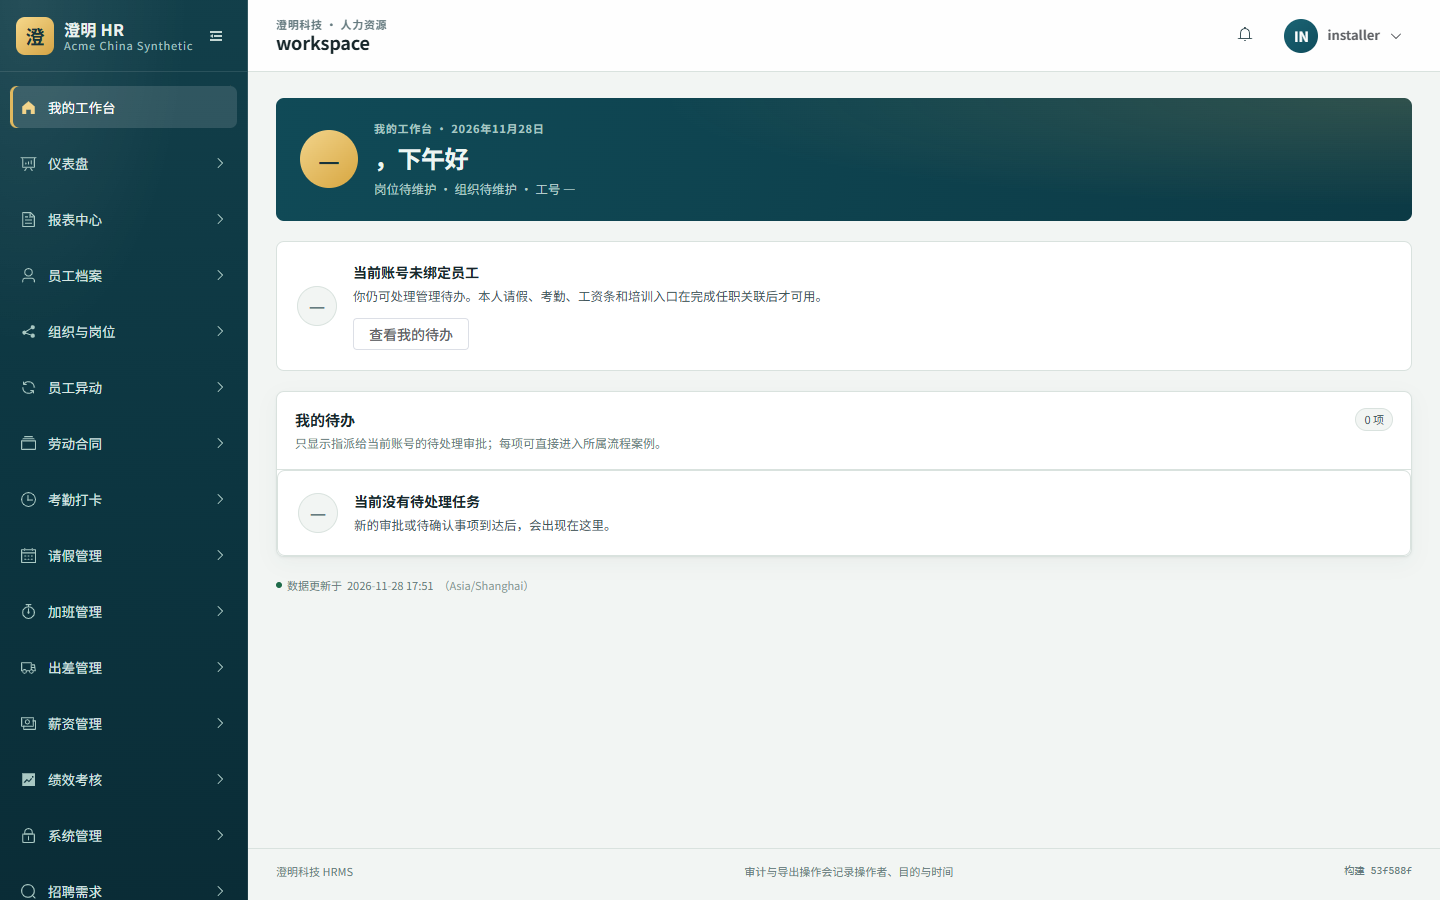 澄
澄明 HR
Acme China Synthetic
我的工作台
仪表盘
报表中心
员工档案
组织与岗位
员工异动
劳动合同
考勤打卡
请假管理
加班管理
出差管理
薪资管理
绩效考核
系统管理
招聘需求
澄明科技 · 人力资源
workspace
IN
installer
我的工作台 · 2026年11月28日
，下午好
岗位待维护 · 组织待维护 · 工号 —
当前账号未绑定员工
你仍可处理管理待办。本人请假、考勤、工资条和培训入口在完成任职关联后才可用。
查看我的待办
我的待办
0 项
只显示指派给当前账号的待处理审批；每项可直接进入所属流程案例。
当前没有待处理任务
新的审批或待确认事项到达后，会出现在这里。
数据更新于 2026-11-28 17:51 （Asia/Shanghai）
澄明科技 HRMS
审计与导出操作会记录操作者、目的与时间
构建 53f588f